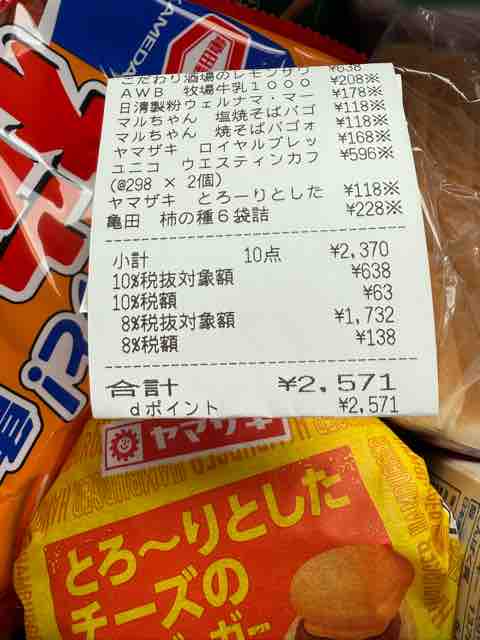 こだわり酒場のレモンサワ ¥638
AWB 牧場牛乳1000 ¥208※
日清製粉ウェルナマ・マー ¥178※
マルちゃん 塩焼そばバゴ ¥118※
マルちゃん 焼そばバゴォ ¥118※
ヤマザキ ロイヤルブレッ ¥168※
ユニコ ウエスティンカフ ¥596※
(@298 × 2個)
ヤマザキ とろ~りとした ¥118※
亀田 柿の種6袋詰 ¥228※
小計 10点 ¥2,370
10%税抜対象額 ¥638
10%税額 ¥63
8%税抜対象額 ¥1,732
8%税額 ¥138
合計 ¥2,571
dポイント ¥2,571
KAMEDA
亀田
ヤマザキ
HAMBURGER
とろ~りとした
チーズの